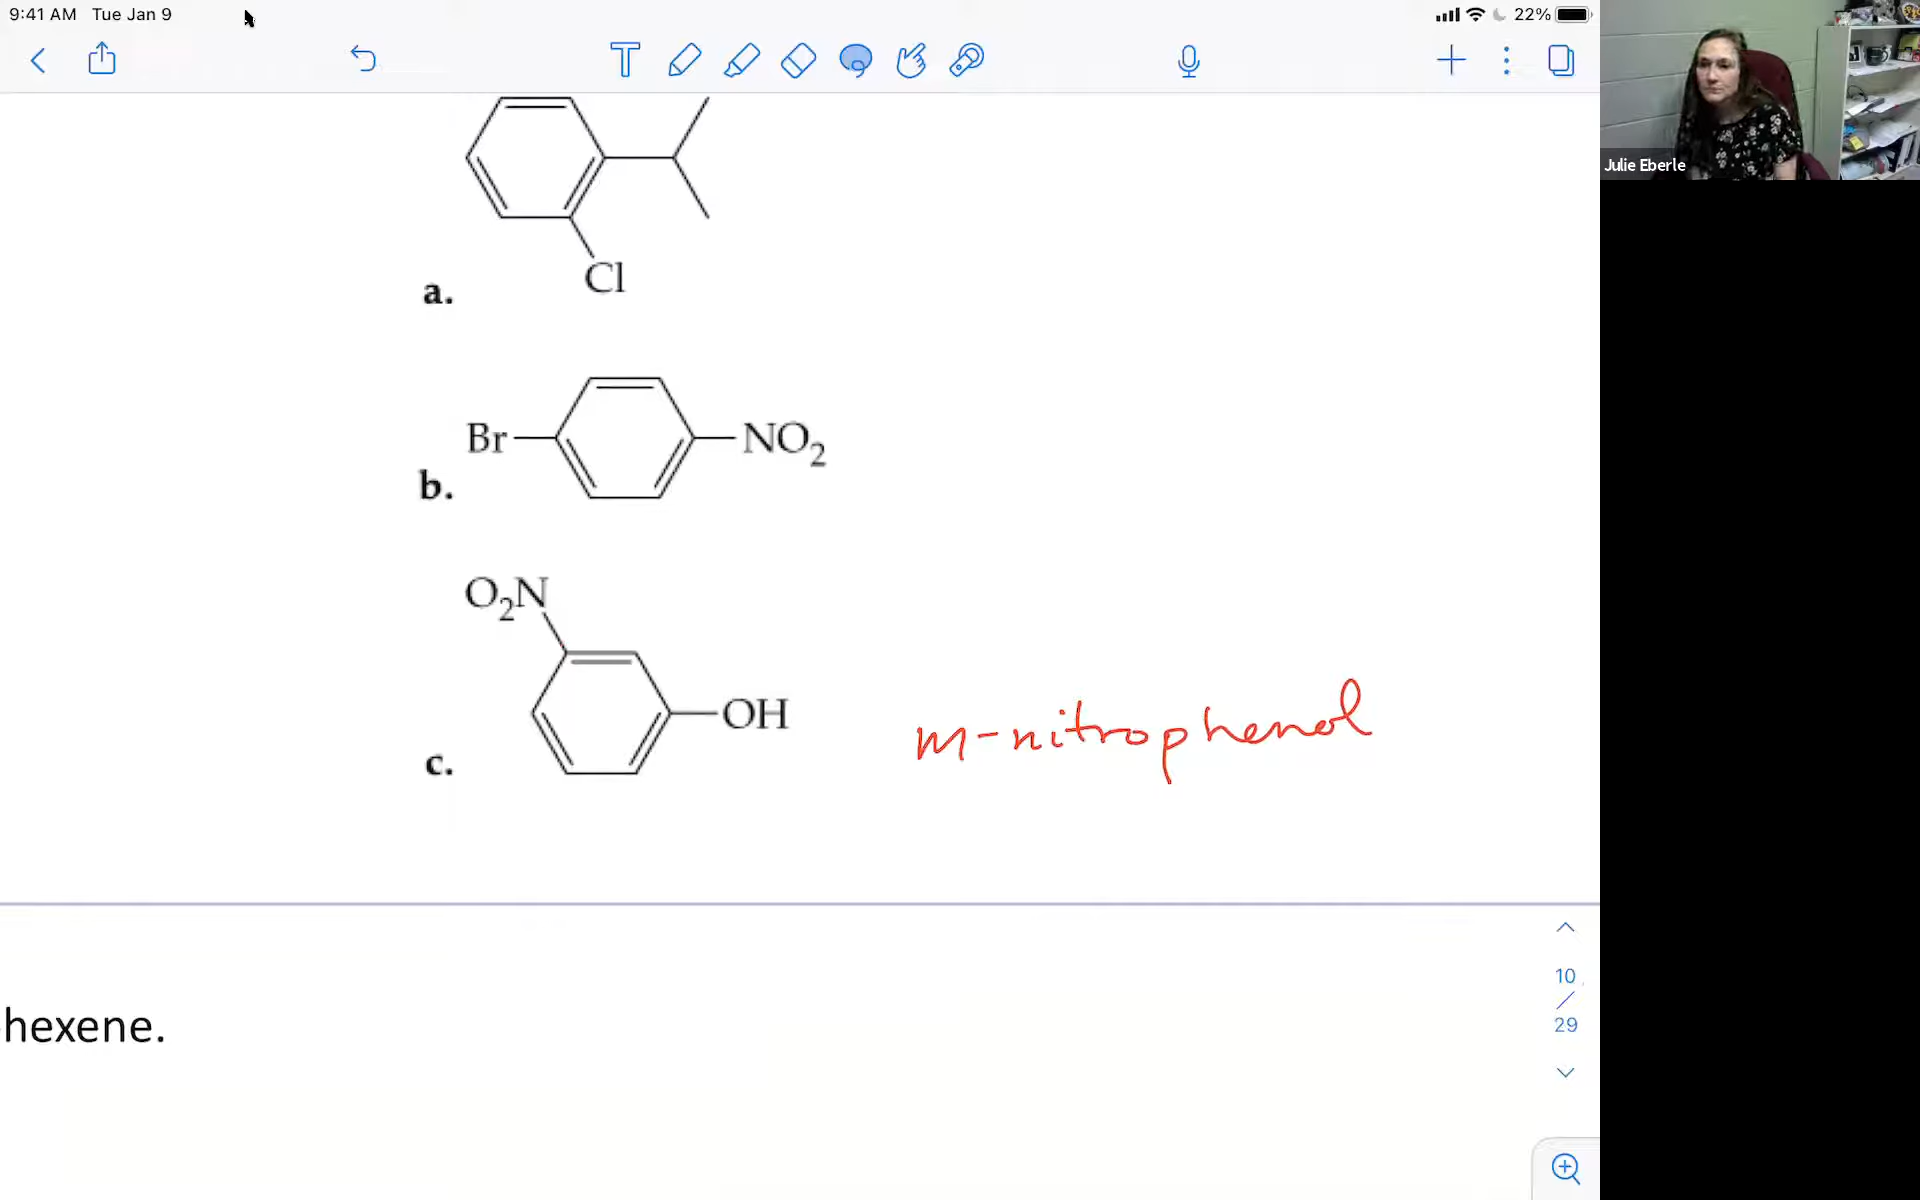 9:41 AM Tue Jan 9
22%
T
Julie Eberle
Cl
a.
Br NO₂
b.
O₂N
OH
m-nitrophenol
c.
10
/
29
hexene.